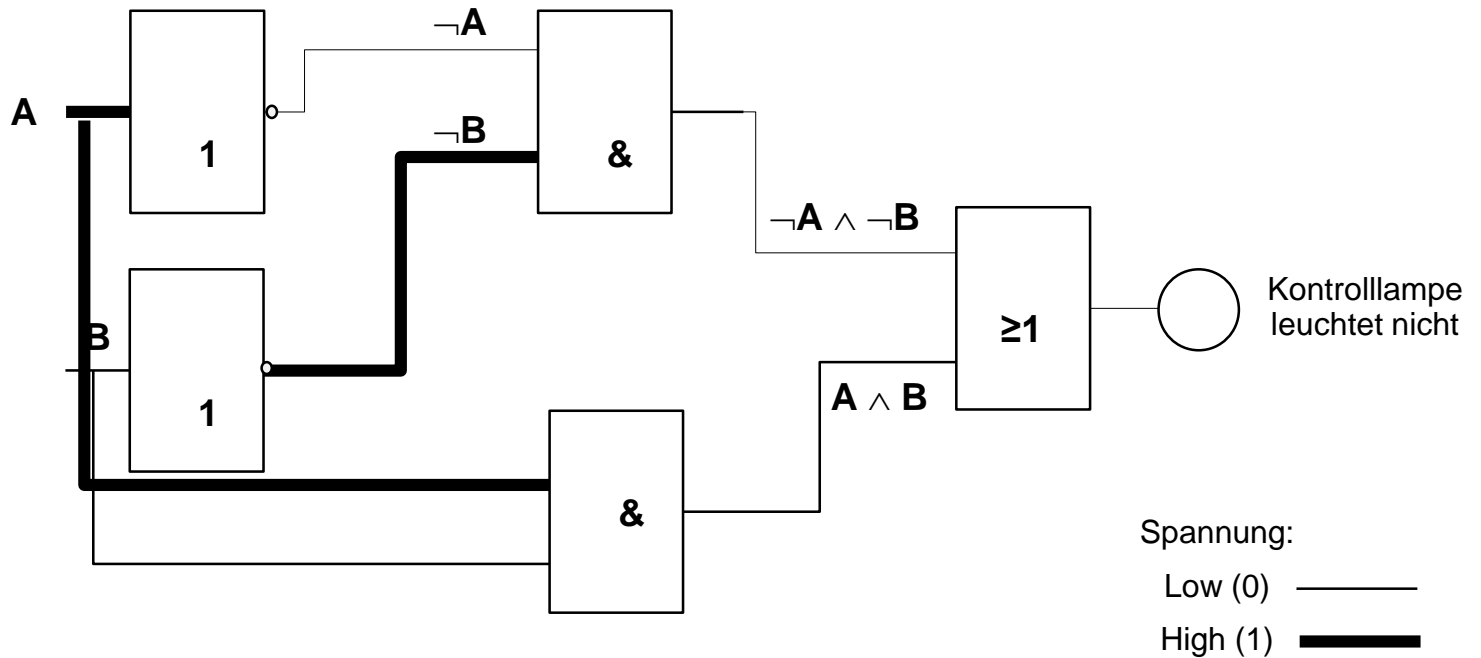 ¬A
A
1
¬B
&
¬A ∧ ¬B
B
1
≥1
Kontrolllampe
leuchtet nicht
A ∧ B
&
Spannung:
Low (0)
High (1)